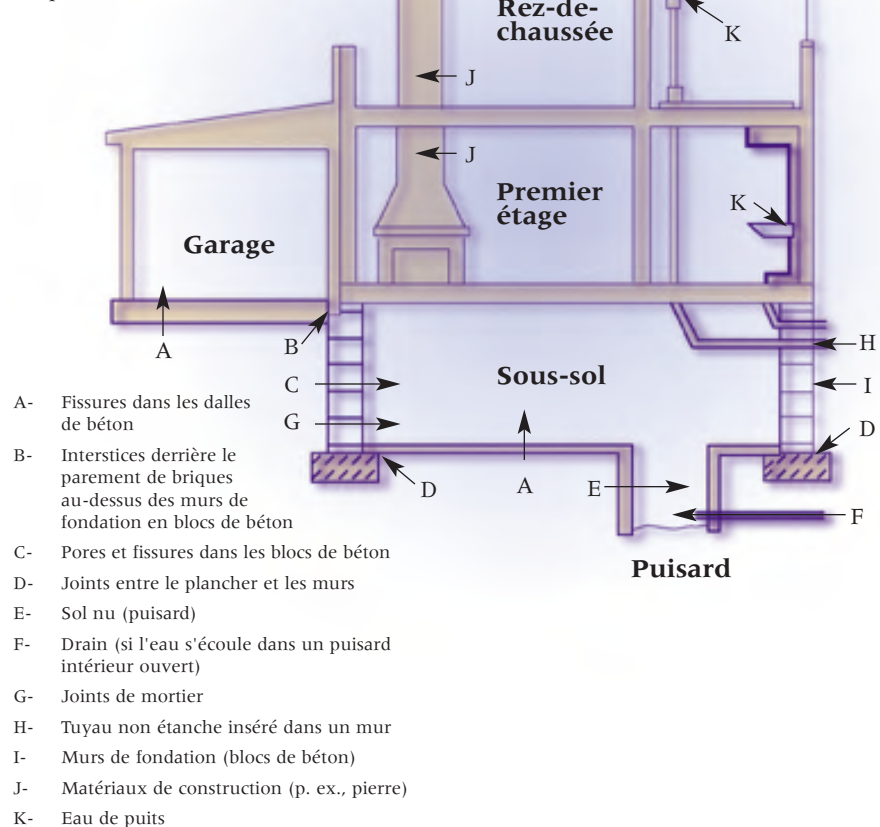 Rez-de-
chaussée
K
J
J
Premier
étage
K
Garage
A
B
H
C
Sous-sol
I
G
D
D
A
E
F
Puisard
A- Fissures dans les dalles
de béton
B- Interstices derrière le
parement de briques
au-dessus des murs de
fondation en blocs de béton
C- Pores et fissures dans les blocs de béton
D- Joints entre le plancher et les murs
E- Sol nu (puisard)
F- Drain (si l'eau s'écoule dans un puisard
intérieur ouvert)
G- Joints de mortier
H- Tuyau non étanche inséré dans un mur
I- Murs de fondation (blocs de béton)
J- Matériaux de construction (p. ex., pierre)
K- Eau de puits